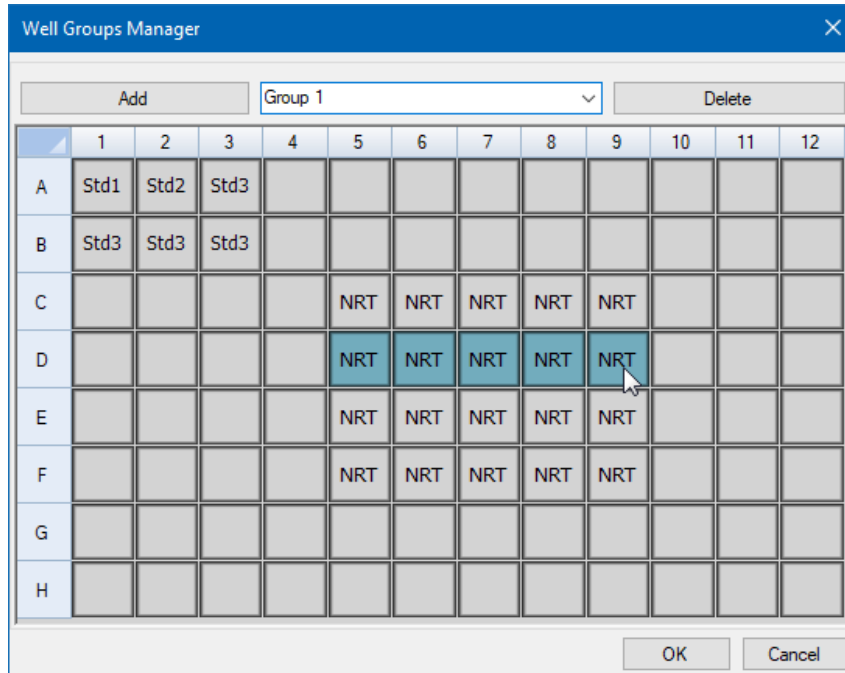 Well Groups Manager
Add Group 1 Delete
1 2 3 4 5 6 7 8 9 10 11 12
A Std1 Std2 Std3
B Std3 Std3 Std3
C NRT NRT NRT NRT NRT
D NRT NRT NRT NRT NRT
E NRT NRT NRT NRT NRT
F NRT NRT NRT NRT NRT
G
H
OK Cancel